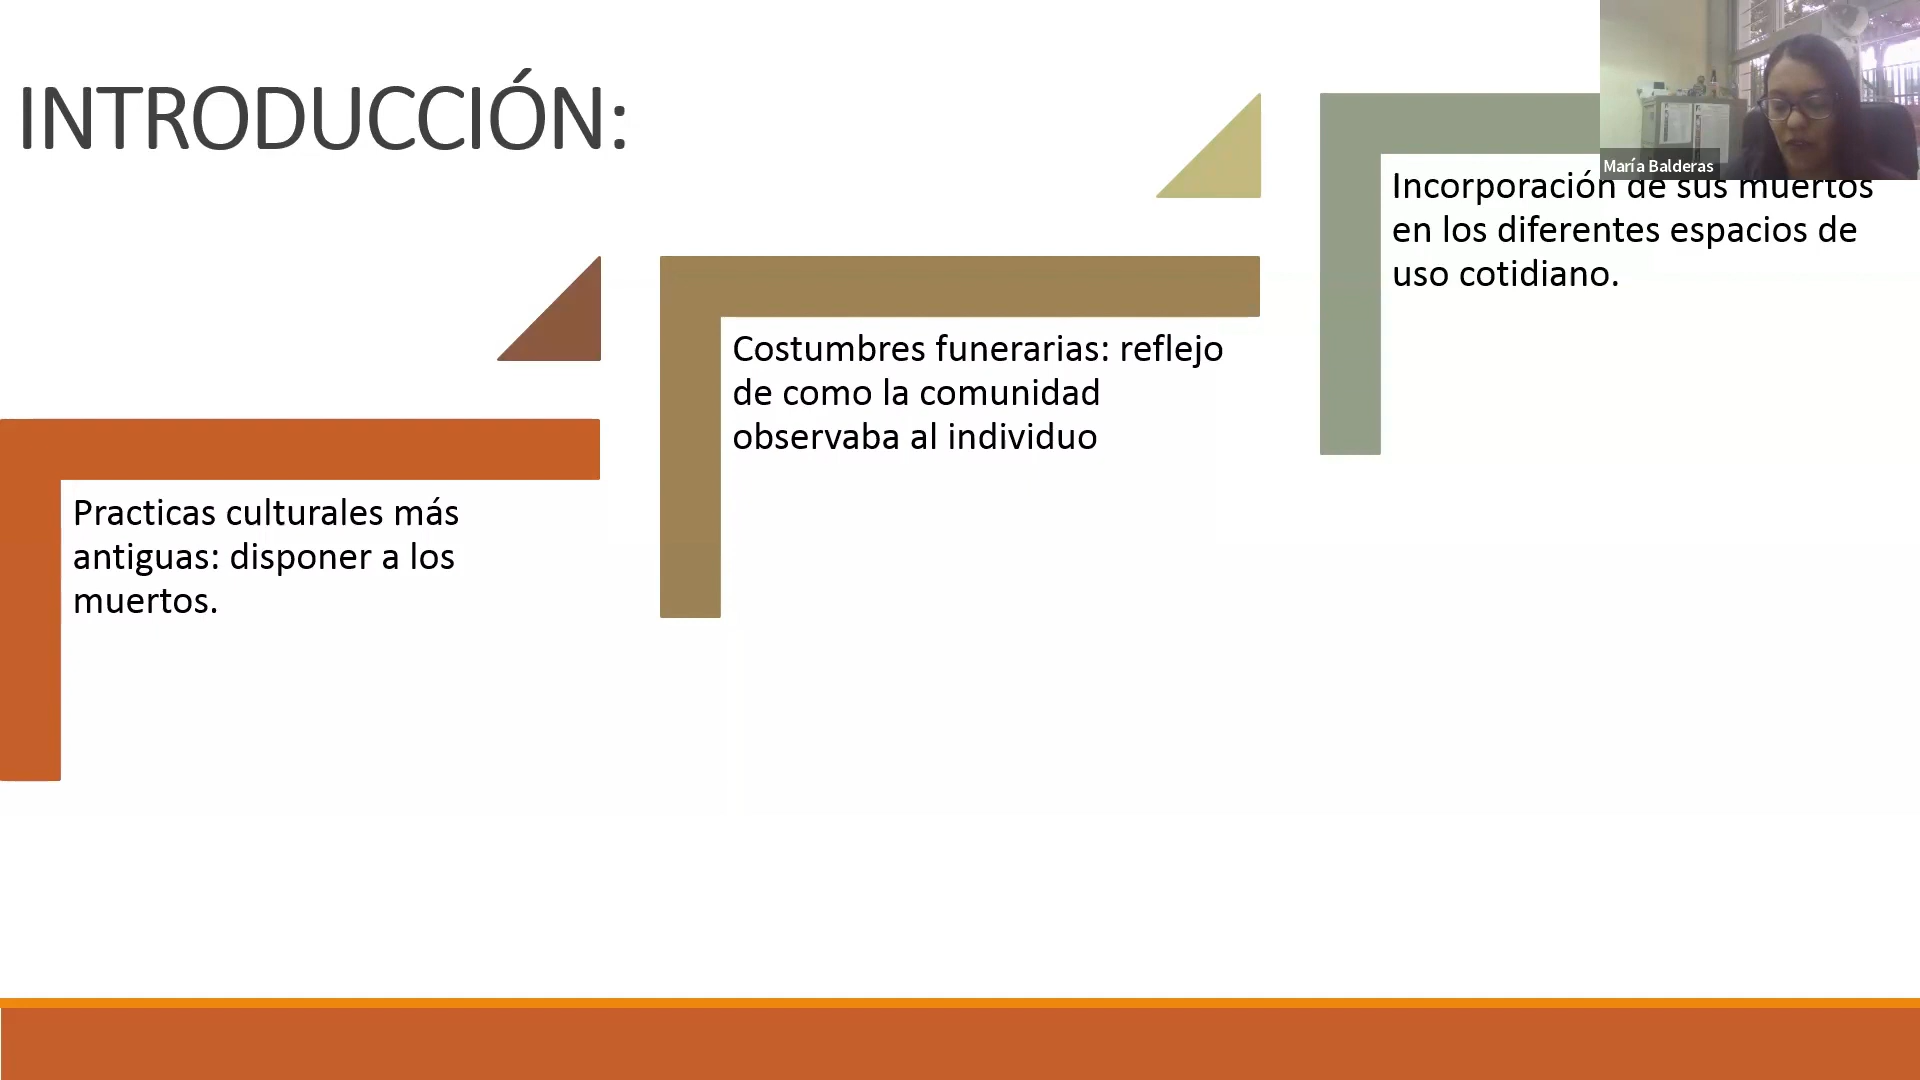 INTRODUCCIÓN:
María Balderas
Incorporación de sus muertos
en los diferentes espacios de
uso cotidiano.
Costumbres funerarias: reflejo
de como la comunidad
observaba al individuo
Practicas culturales más
antiguas: disponer a los
muertos.